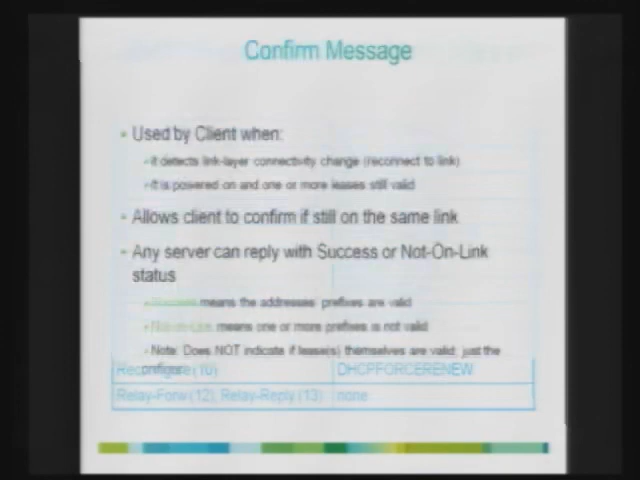 Confirm Message
Used by Client when:
It detects link-layer connectivity change (reconnect to link)
It is powered on and one or more leases still valid
Allows client to confirm if still on the same link
Any server can reply with Success or Not-On-Link
status
Success means the addresses' prefixes are valid
Not-on-Link means one or more prefixes is not valid
Note: Does NOT indicate if lease(s) themselves are valid; just the
Reconfigure (10) DHCPFORCERENEW
Relay-Forw (12), Relay-Reply (13) none